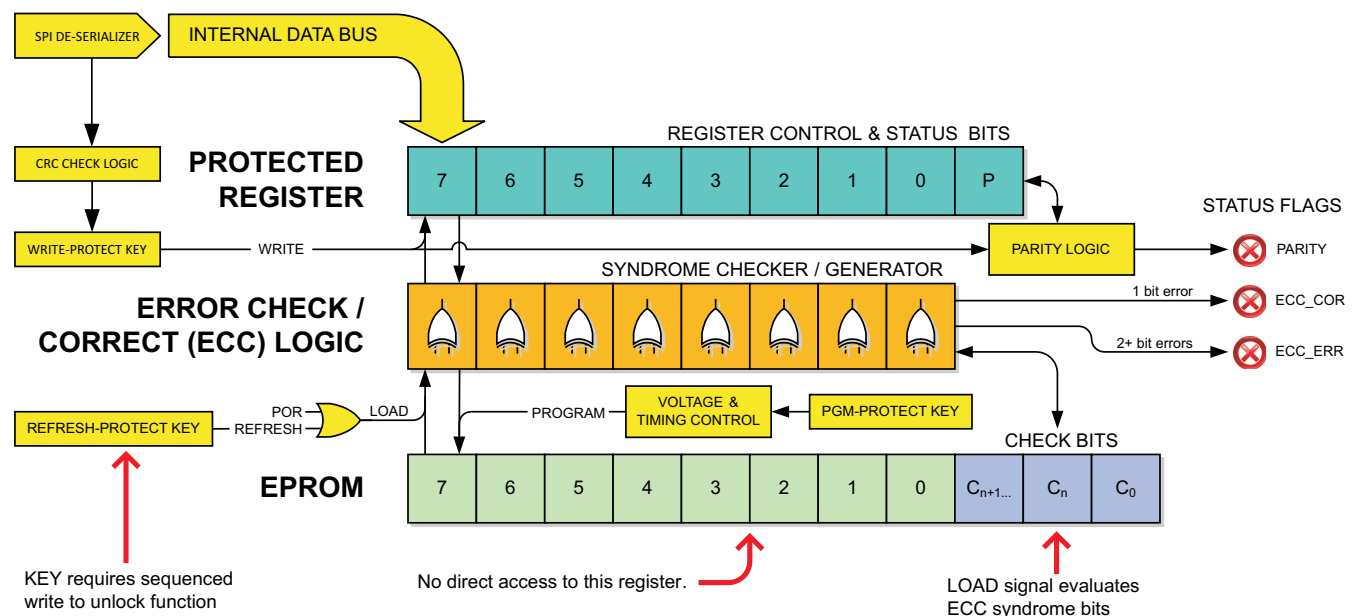 SPI DE-SERIALIZER
INTERNAL DATA BUS
REGISTER CONTROL & STATUS BITS
CRC CHECK LOGIC
PROTECTED
REGISTER
7 6 5 4 3 2 1 0 P
STATUS FLAGS
WRITE-PROTECT KEY
WRITE
PARITY LOGIC
PARITY
SYNDROME CHECKER / GENERATOR
ERROR CHECK /
CORRECT (ECC) LOGIC
1 bit error
ECC_COR
2+ bit errors
ECC_ERR
POR
REFRESH
LOAD
REFRESH-PROTECT KEY
PROGRAM
VOLTAGE &
TIMING CONTROL
PGM-PROTECT KEY
CHECK BITS
EPROM
7 6 5 4 3 2 1 0 Cn+1... Cn C0
KEY requires sequenced
write to unlock function
No direct access to this register.
LOAD signal evaluates
ECC syndrome bits